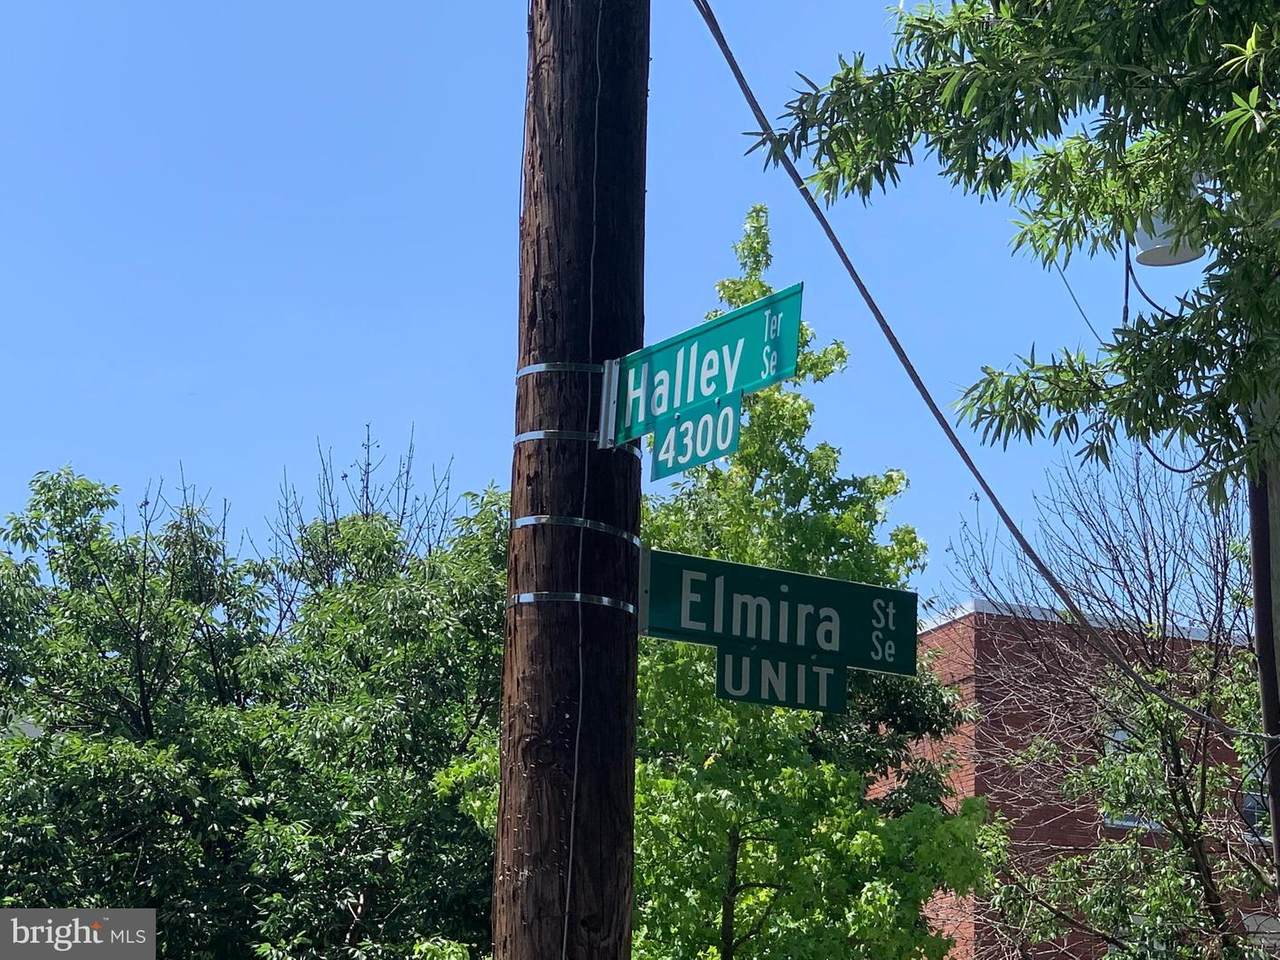 Halley Ter Se
4300
Elmira St Se
UNIT
bright MLS